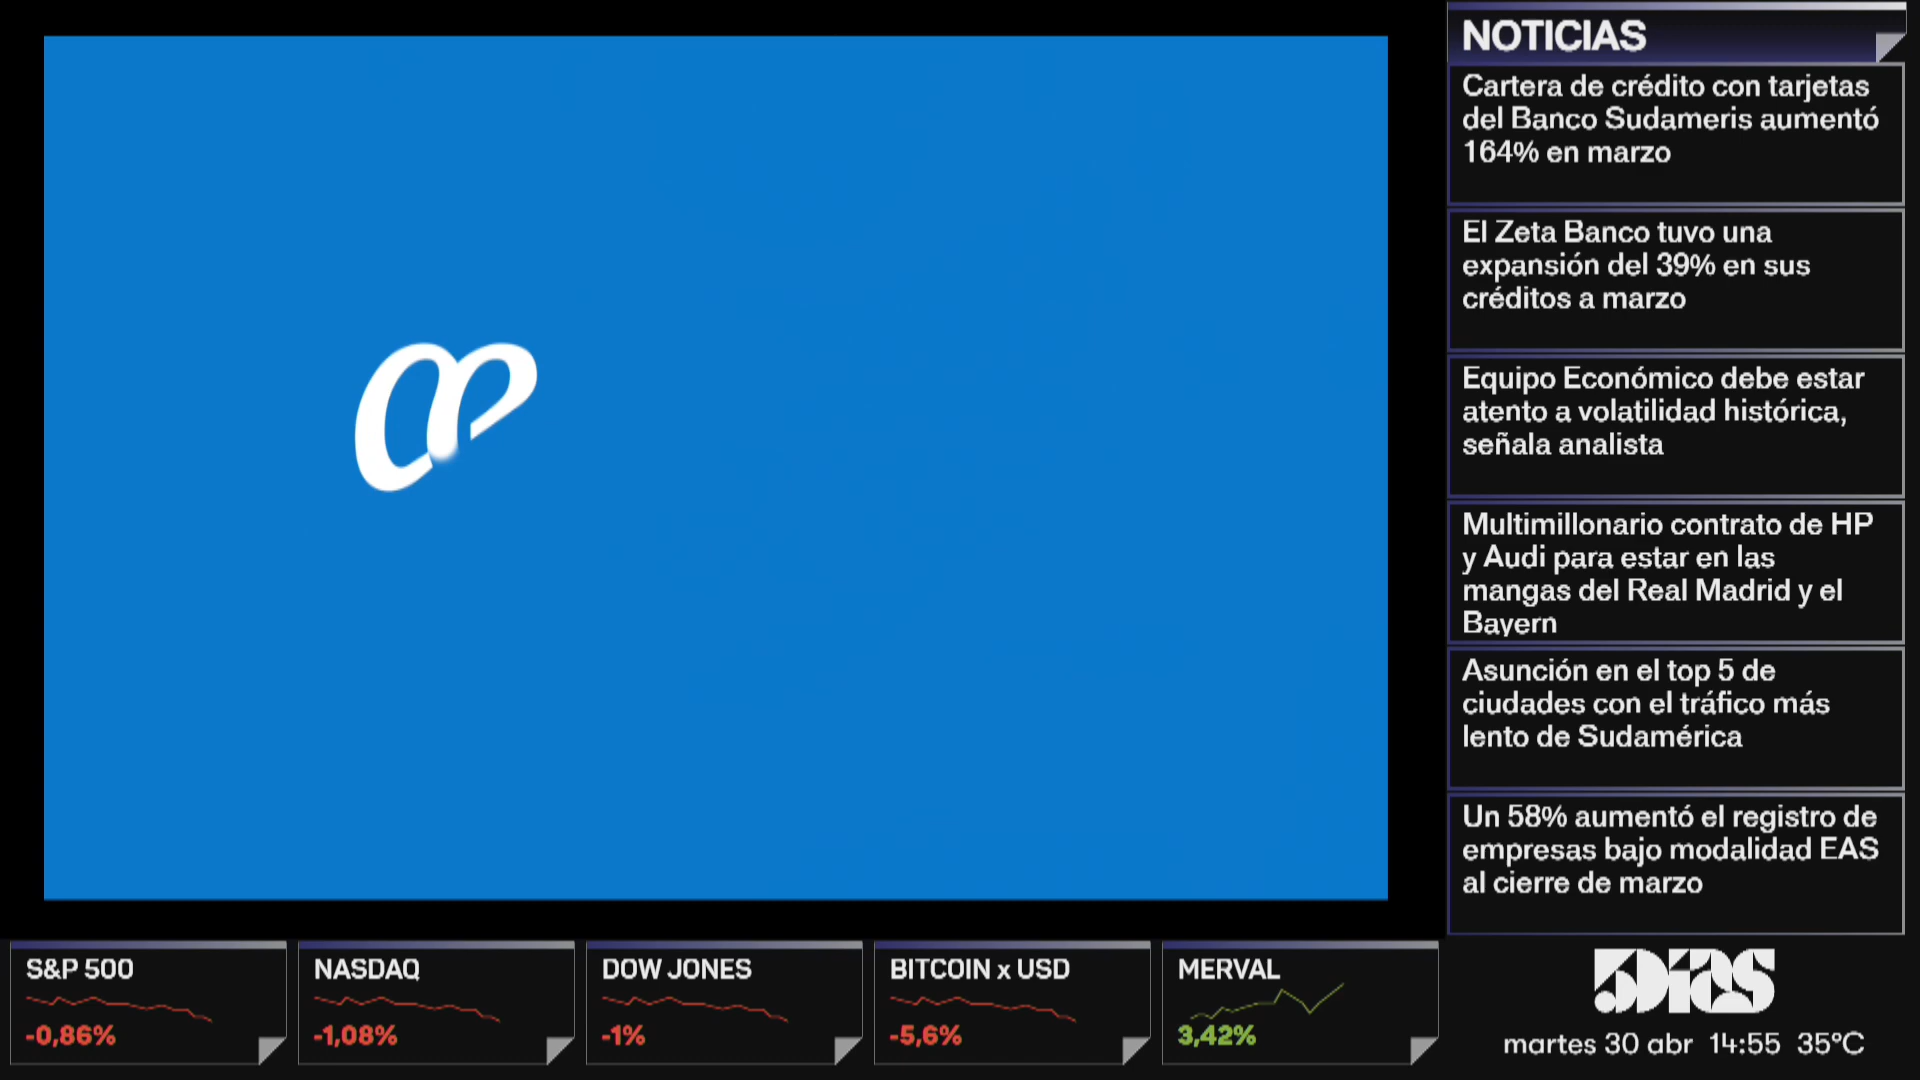 NOTICIAS
Cartera de crédito con tarjetas
del Banco Sudameris aumentó
164% en marzo
El Zeta Banco tuvo una
expansión del 39% en sus
créditos a marzo
Equipo Económico debe estar
atento a volatilidad histórica,
señala analista
Multimillonario contrato de HP
y Audi para estar en las
mangas del Real Madrid y el
Bayern
Asunción en el top 5 de
ciudades con el tráfico más
lento de Sudamérica
Un 58% aumentó el registro de
empresas bajo modalidad EAS
al cierre de marzo
S&P 500
-0,86%
NASDAQ
-1,08%
DOW JONES
-1%
BITCOIN x USD
-5,6%
MERVAL
3,42%
5DIAS
martes 30 abr 14:55 35°C